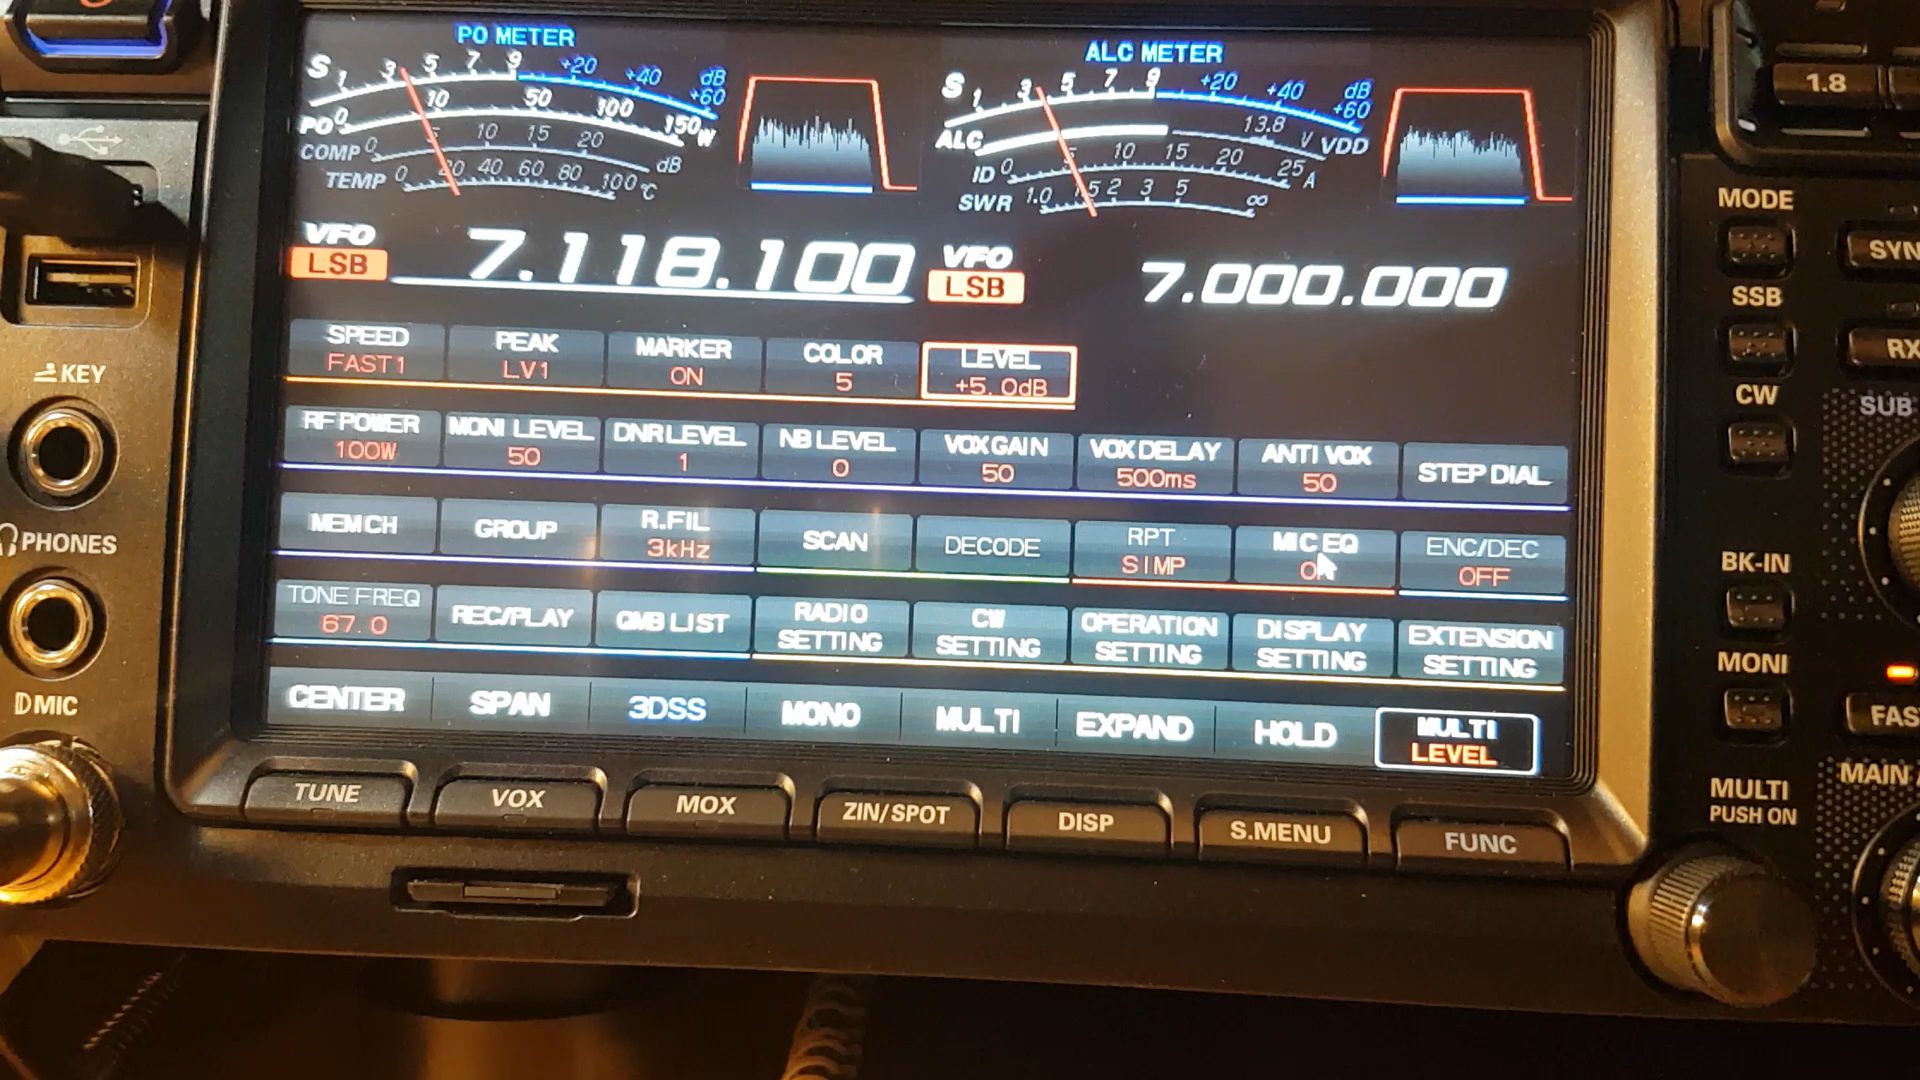 PO METER
S 1 3 5 7 9 +20 +40 +60 dB
PO 0 10 50 100 150 W
COMP 0 10 15 20 dB
TEMP 0 20 40 60 80 100 °C
ALC METER
S 1 3 5 7 9 +20 +40 +60 dB
ALC 13.8 V VDD
ID 0 5 10 15 20 25 A
SWR 1.0 1.5 2 3 5 ∞
VFO
LSB
7.118.100
VFO
LSB
7.000.000
SPEED
FAST1
PEAK
LV1
MARKER
ON
COLOR
5
LEVEL
+5.0dB
RF POWER
100W
MONI LEVEL
50
DNR LEVEL
1
NB LEVEL
0
VOX GAIN
50
VOX DELAY
500ms
ANTI VOX
50
STEP DIAL
MEM CH
GROUP
R.FIL
3kHz
SCAN
DECODE
RPT
SIMP
MIC EQ
ENC/DEC
OFF
TONE FREQ
67.0
REC/PLAY
QMB LIST
RADIO
SETTING
CW
SETTING
OPERATION
SETTING
DISPLAY
SETTING
EXTENSION
SETTING
CENTER
SPAN
3DSS
MONO
MULTI
EXPAND
HOLD
MULTI
LEVEL
TUNE
VOX
MOX
ZIN/SPOT
DISP
S.MENU
FUNC
KEY
PHONES
MIC
1.8
MODE
SSB
CW
BK-IN
MONI
MULTI
PUSH ON
SYN
RX
SUB
FAS
MAIN